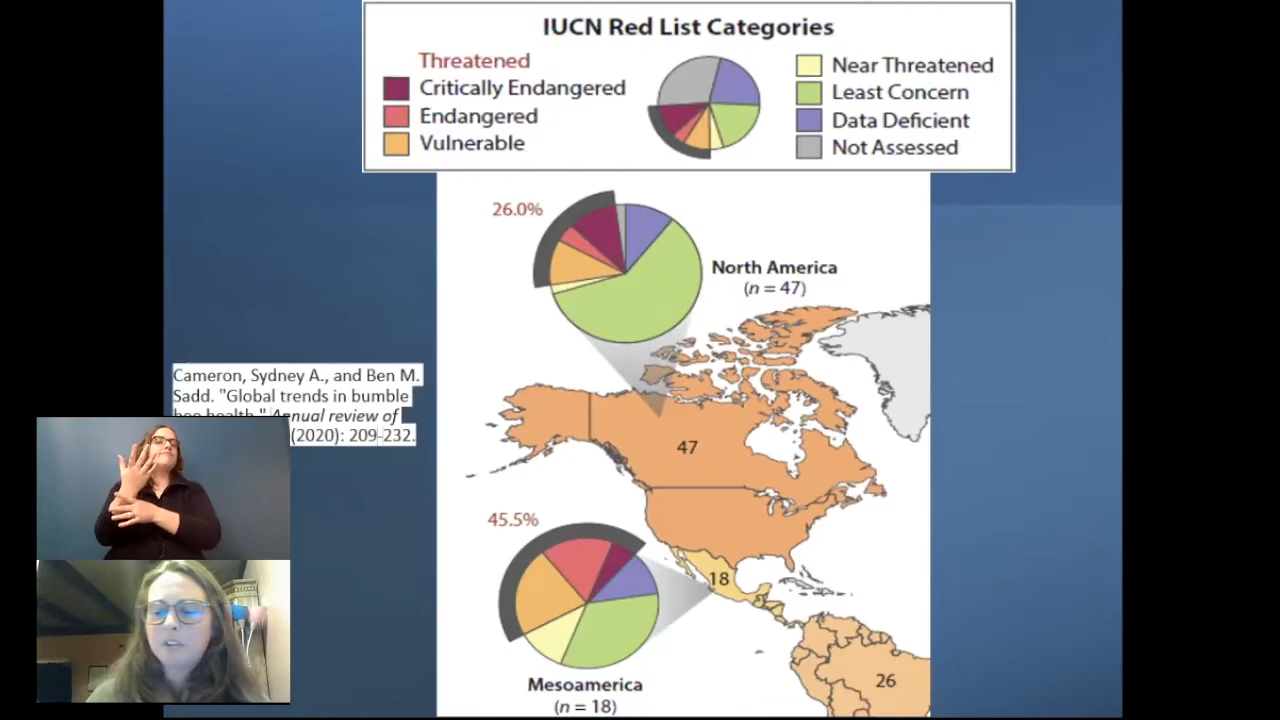 IUCN Red List Categories
Threatened
Critically Endangered
Endangered
Vulnerable
Near Threatened
Least Concern
Data Deficient
Not Assessed
26.0%
North America
(n = 47)
Cameron, Sydney A., and Ben M.
Sadd. "Global trends in bumble
bee health." Annual review of
(2020): 209-232.
47
45.5%
18
Mesoamerica
(n = 18)
26